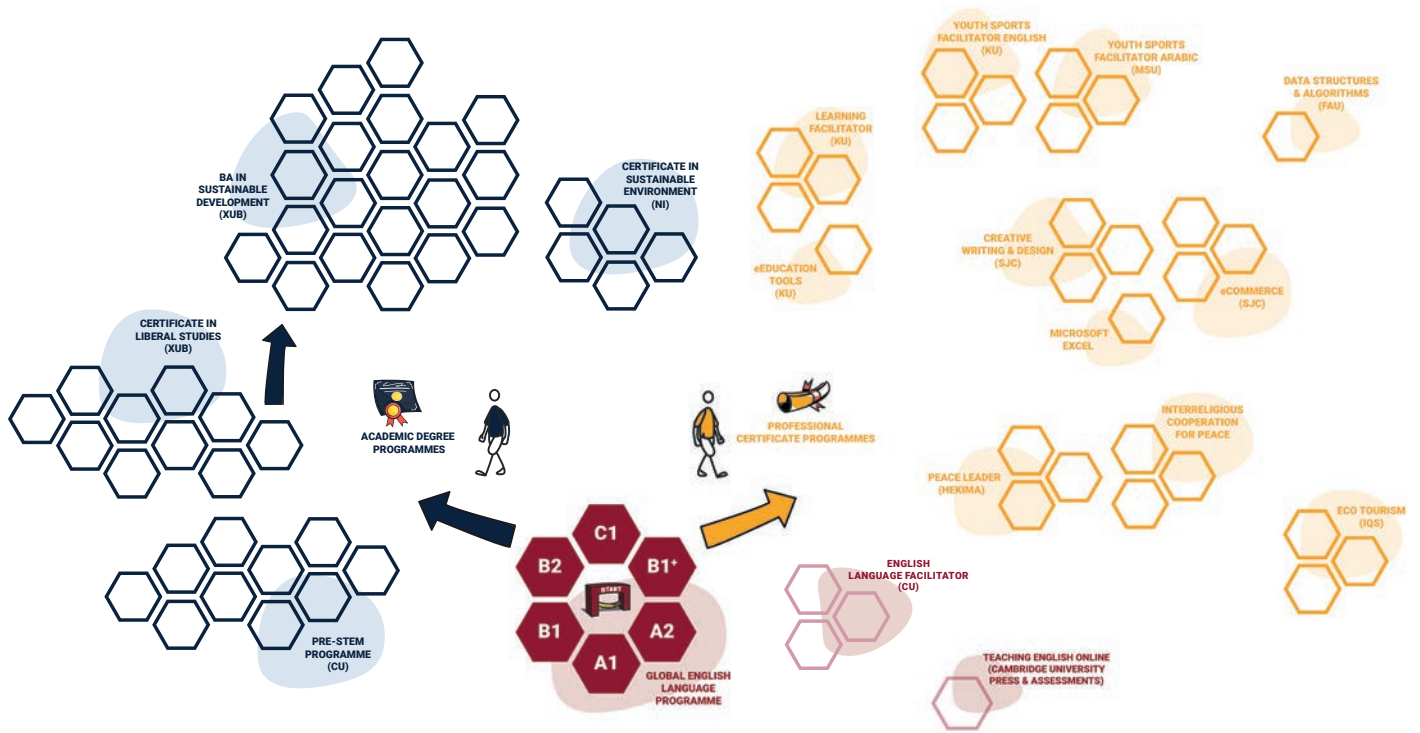 YOUTH SPORTS
FACILITATOR ENGLISH
(KU)
YOUTH SPORTS
FACILITATOR ARABIC
(MSU)
DATA STRUCTURES
& ALGORITHMS
(FAU)
LEARNING
FACILITATOR
(KU)
BA IN
SUSTAINABLE
DEVELOPMENT
(XUB)
CERTIFICATE IN
SUSTAINABLE
ENVIRONMENT
(NI)
CREATIVE
WRITING & DESIGN
(SJC)
eEDUCATION
TOOLS
(KU)
eCOMMERCE
(SJC)
MICROSOFT
EXCEL
CERTIFICATE IN
LIBERAL STUDIES
(XUB)
ACADEMIC DEGREE
PROGRAMMES
PROFESSIONAL
CERTIFICATE PROGRAMMES
INTERRELIGIOUS
COOPERATION
FOR PEACE
PEACE LEADER
(HEKIMA)
ECO TOURISM
(IQS)
C1
B2
B1+
START
B1
A2
A1
GLOBAL ENGLISH
LANGUAGE
PROGRAMME
ENGLISH
LANGUAGE FACILITATOR
(CU)
PRE-STEM
PROGRAMME
(CU)
TEACHING ENGLISH ONLINE
(CAMBRIDGE UNIVERSITY
PRESS & ASSESSMENTS)